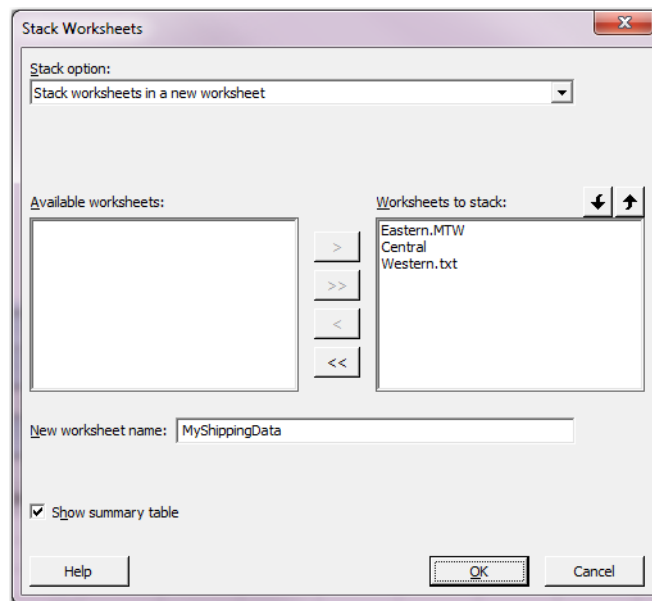 Stack Worksheets
Stack option:
Stack worksheets in a new worksheet
Available worksheets:
Worksheets to stack:
Eastern.MTW
Central
Western.txt
>
>>
<
<<
New worksheet name: MyShippingData
Show summary table
Help OK Cancel